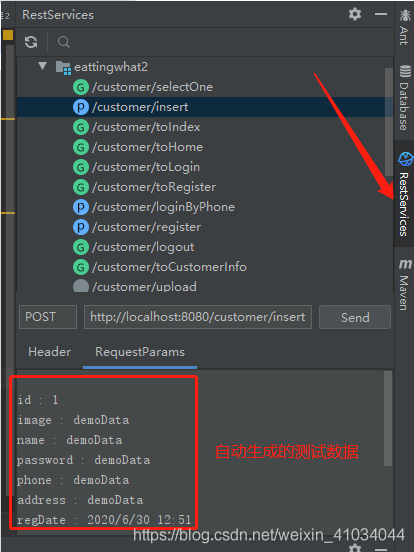 RestServices
eattingwhat2
G /customer/selectOne
P /customer/insert
G /customer/toIndex
G /customer/toHome
G /customer/toLogin
G /customer/toRegister
P /customer/loginByPhone
P /customer/register
G /customer/logout
G /customer/toCustomerInfo
/customer/upload
POST http://localhost:8080/customer/insert Send
Header RequestParams
id : 1
image : demoData
name : demoData
password : demoData
phone : demoData
address : demoData
regDate : 2020/6/30 12:51
自动生成的测试数据
Ant
Database
RestServices
m Maven
https://blog.csdn.net/weixin_41034044